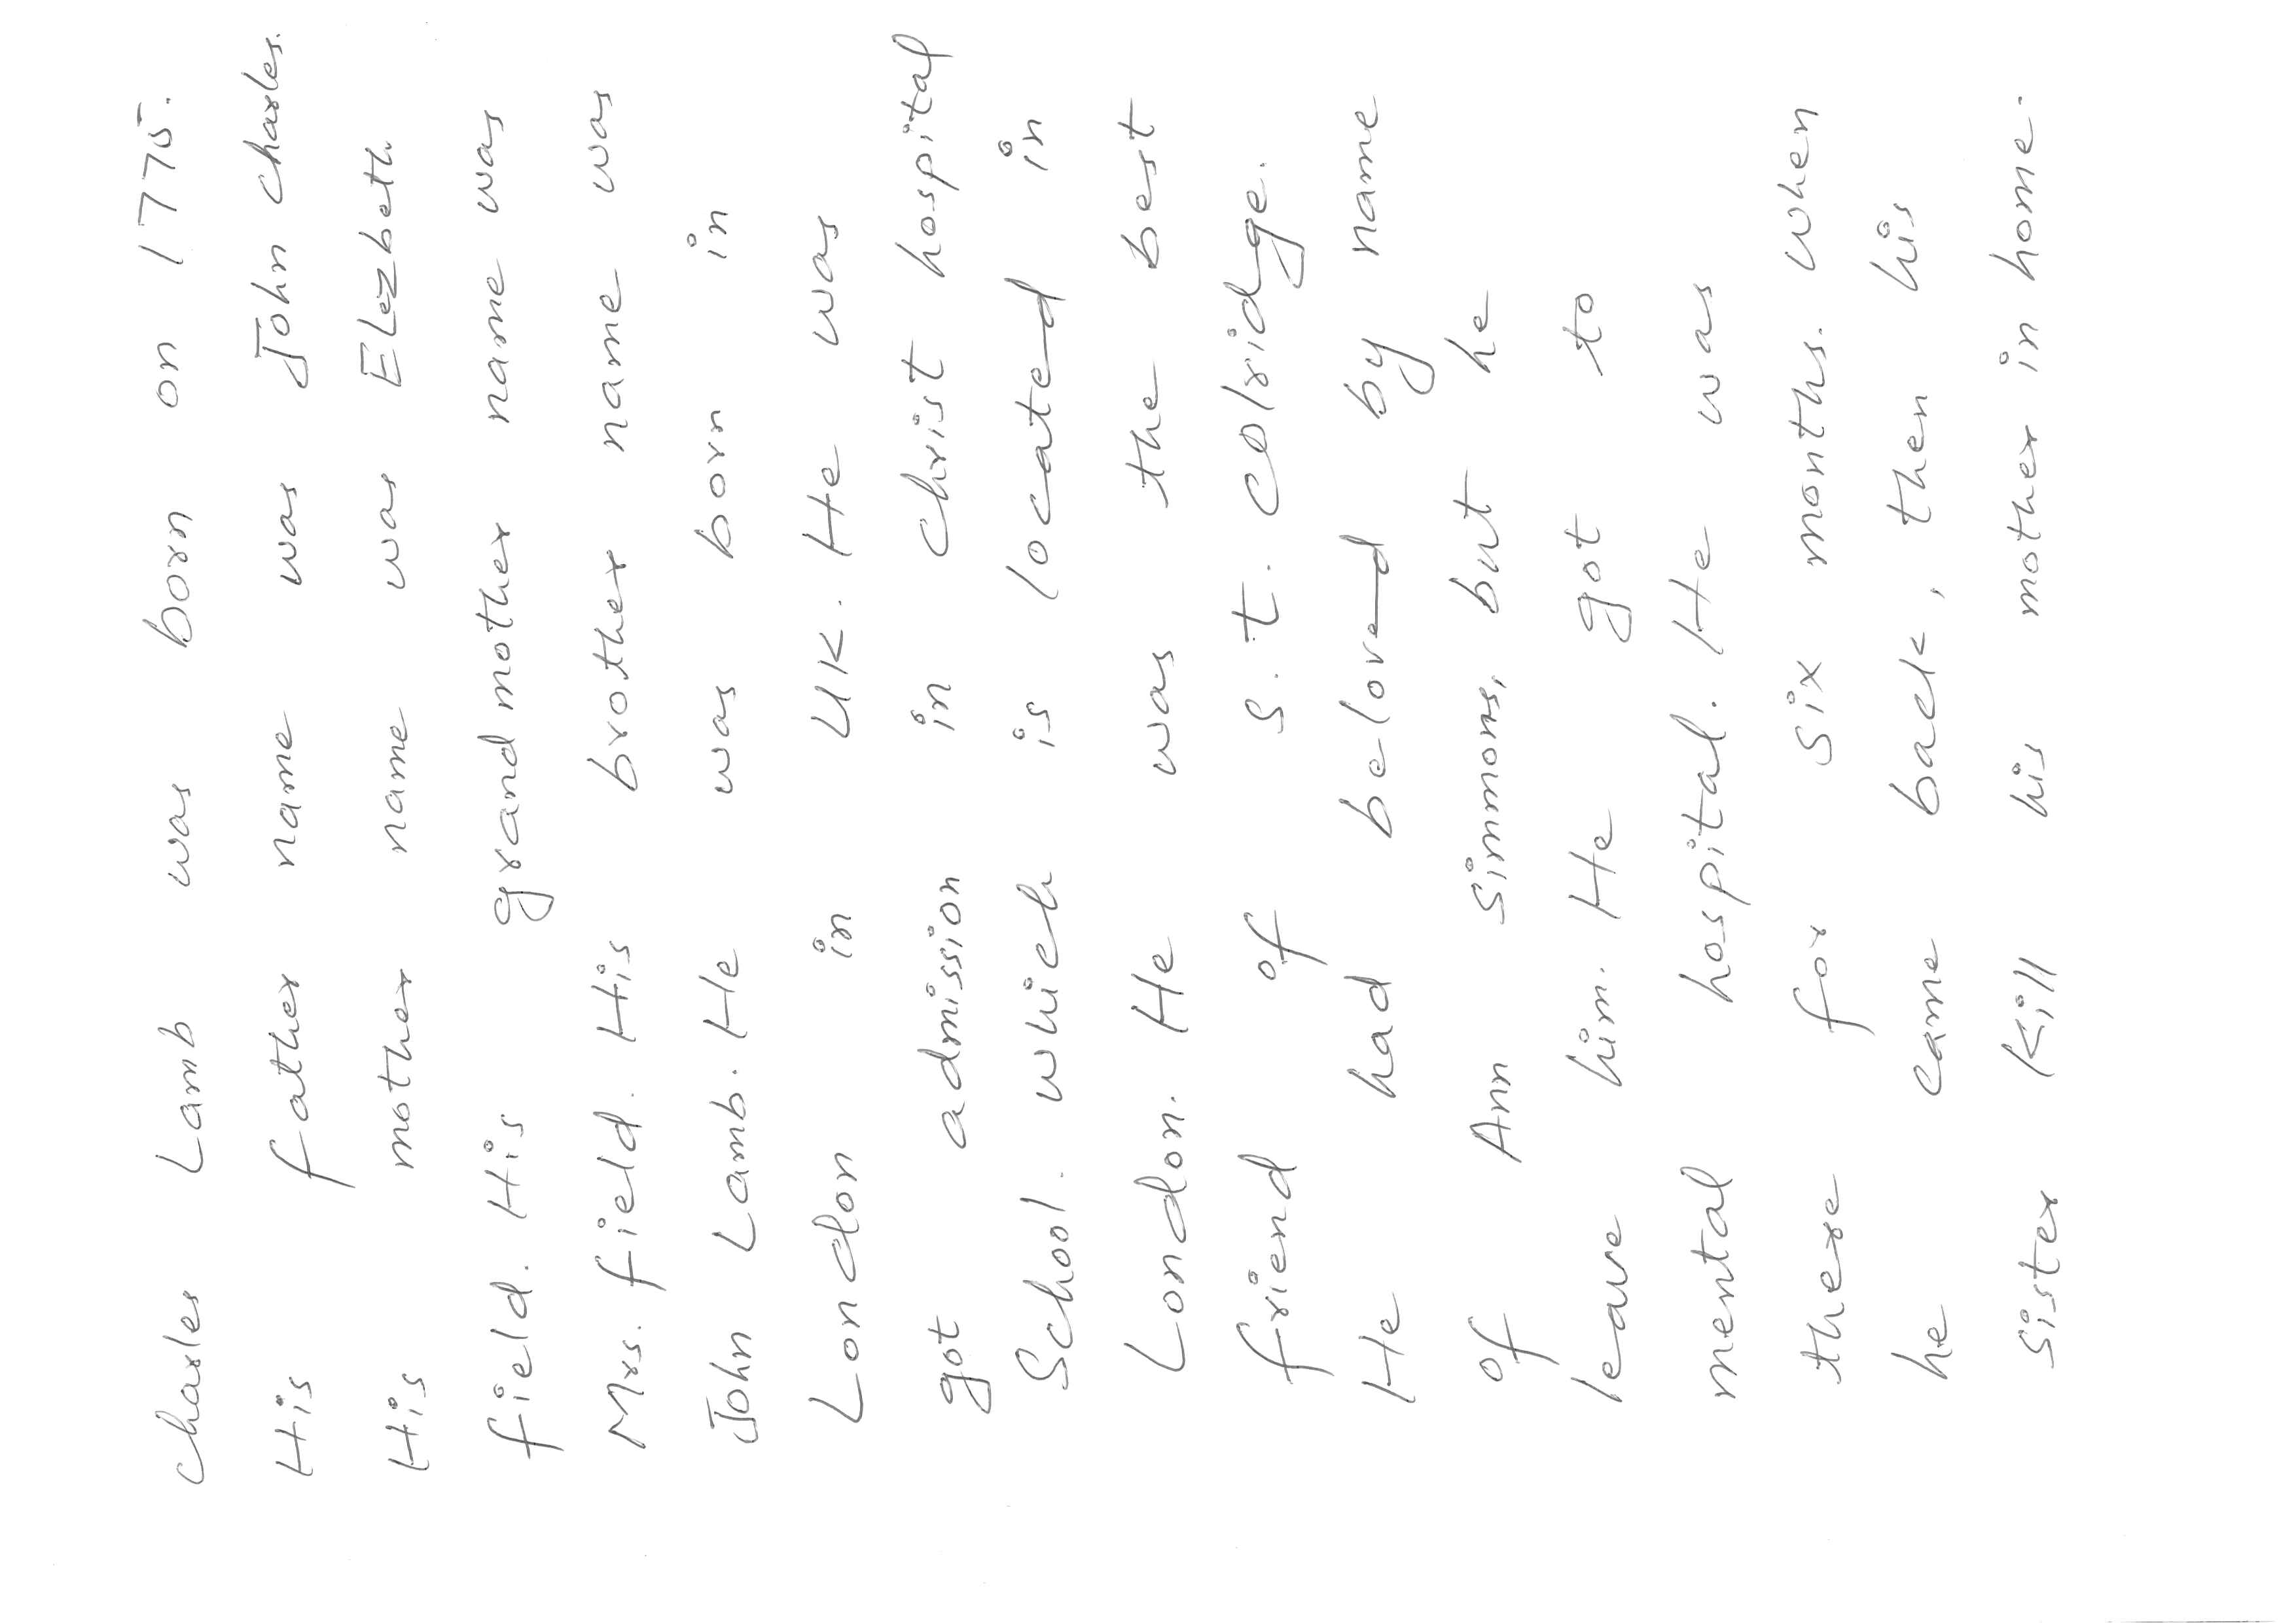 Charles Lamb was born on 1775.
His father name was John Charles.
His mother name was Elezbeth
field. His grandmother name was
Mrs. field. His brother name was
John Lamb. He was born in
London in UK. He was
got admission in Christ hospital
School. which is located in
London. He was the best
friend of S. t. Colridge.
He had beloved by name
of Ann Simmons, but he
leave him. He got to
mental hospital. He was
there for six months. When
he came back, then his
sister Kill his mother in home.